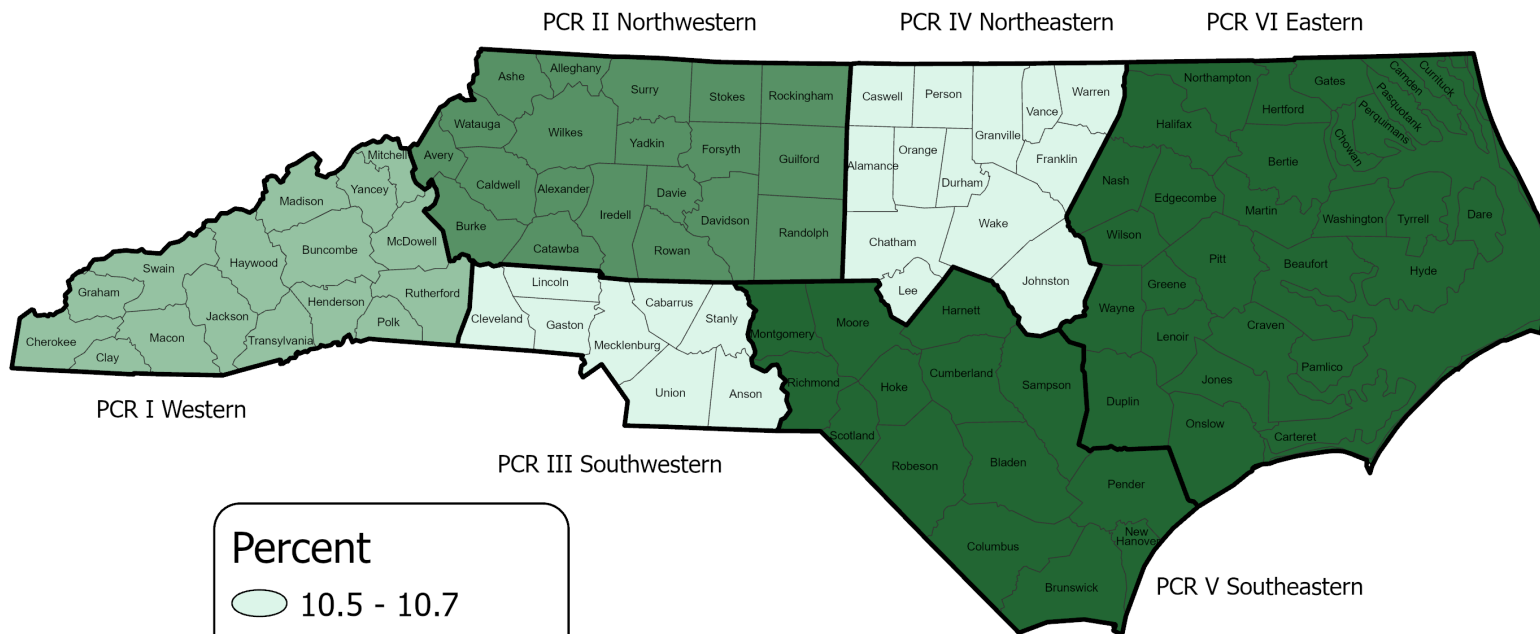 PCR II Northwestern
PCR IV Northeastern
PCR VI Eastern
Ashe
Alleghany
Surry
Stokes
Rockingham
Watauga
Wilkes
Yadkin
Forsyth
Guilford
Avery
Caldwell
Alexander
Iredell
Davie
Davidson
Randolph
Burke
Catawba
Rowan
Caswell
Person
Granville
Vance
Warren
Alamance
Orange
Durham
Franklin
Chatham
Wake
Lee
Johnston
Northampton
Gates
Camden
Currituck
Pasquotank
Perquimans
Chowan
Hertford
Halifax
Bertie
Nash
Edgecombe
Martin
Washington
Tyrrell
Dare
Wilson
Pitt
Beaufort
Hyde
Greene
Wayne
Lenoir
Craven
Pamlico
Jones
Duplin
Onslow
Carteret
Mitchell
Yancey
Madison
Buncombe
McDowell
Haywood
Swain
Graham
Jackson
Henderson
Rutherford
Polk
Cherokee
Clay
Macon
Transylvania
PCR I Western
Lincoln
Cleveland
Gaston
Cabarrus
Stanly
Mecklenburg
Union
Anson
PCR III Southwestern
Montgomery
Moore
Harnett
Richmond
Hoke
Cumberland
Sampson
Scotland
Robeson
Bladen
Pender
New
Hanover
Columbus
Brunswick
PCR V Southeastern
Percent
10.5 - 10.7